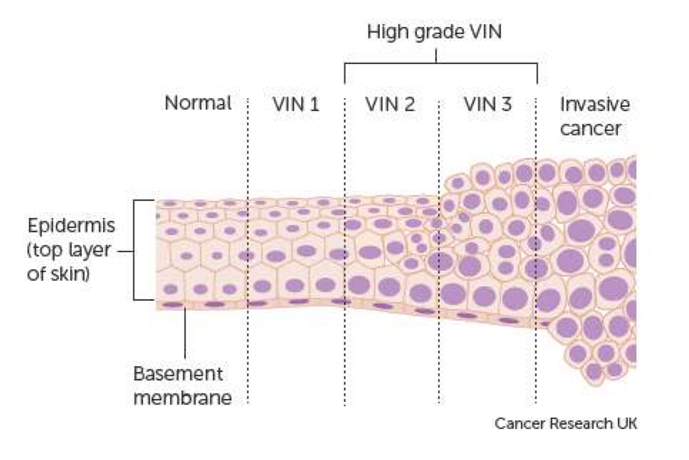 High grade VIN
Normal
VIN 1
VIN 2
VIN 3
Invasive
cancer
Epidermis
(top layer
of skin)
Basement
membrane
Cancer Research UK